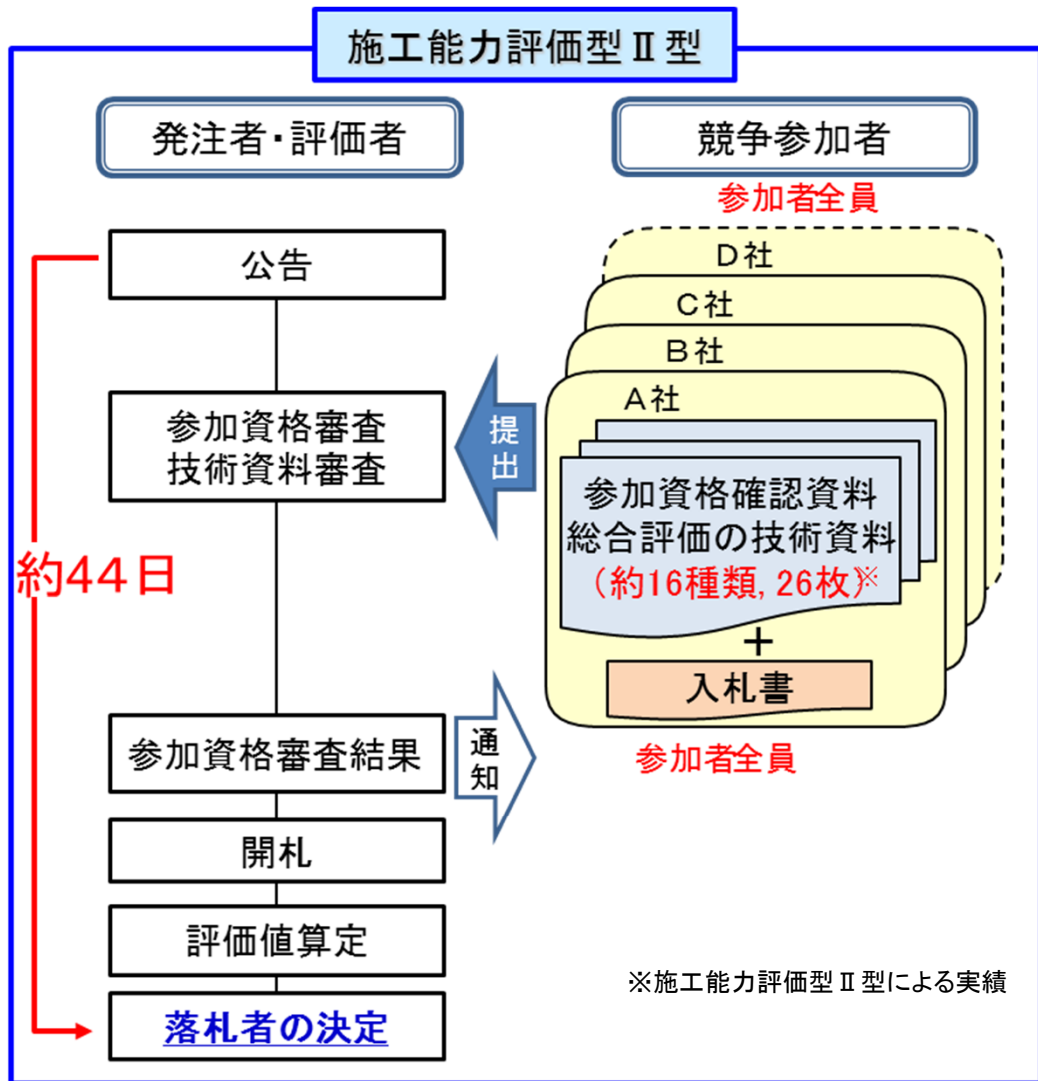 施工能力評価型Ⅱ型
発注者・評価者
競争参加者
参加者全員
公告
D社
C社
B社
A社
参加資格審査
技術資料審査
提出
参加資格確認資料
総合評価の技術資料
(約16種類, 26枚)※
+
入札書
約44日
参加資格審査結果
通知
参加者全員
開札
評価値算定
落札者の決定
※施工能力評価型Ⅱ型による実績